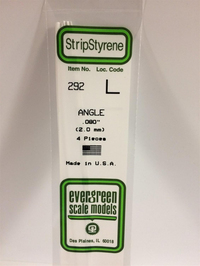 StripStyrene
Item No. Loc. Code
292 L
ANGLE
.080"
(2.0 mm)
4 Pieces
Made in U.S.A.
evergreen
scale models
Des Plaines, IL 60018